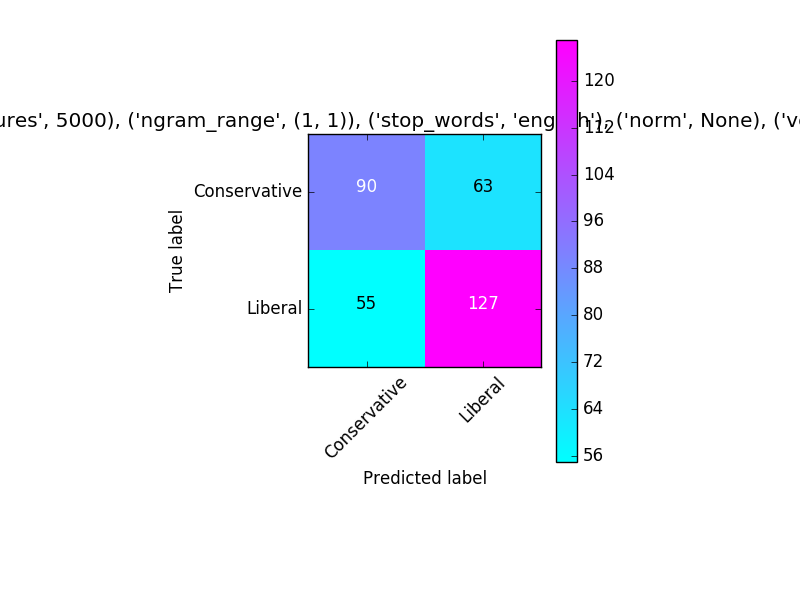 ures', 5000), ('ngram_range', (1, 1)), ('stop_words', 'english'), ('norm', None), ('v
Conservative
90
63
Liberal
55
127
Conservative
Liberal
True label
Predicted label
120
112
104
96
88
80
72
64
56